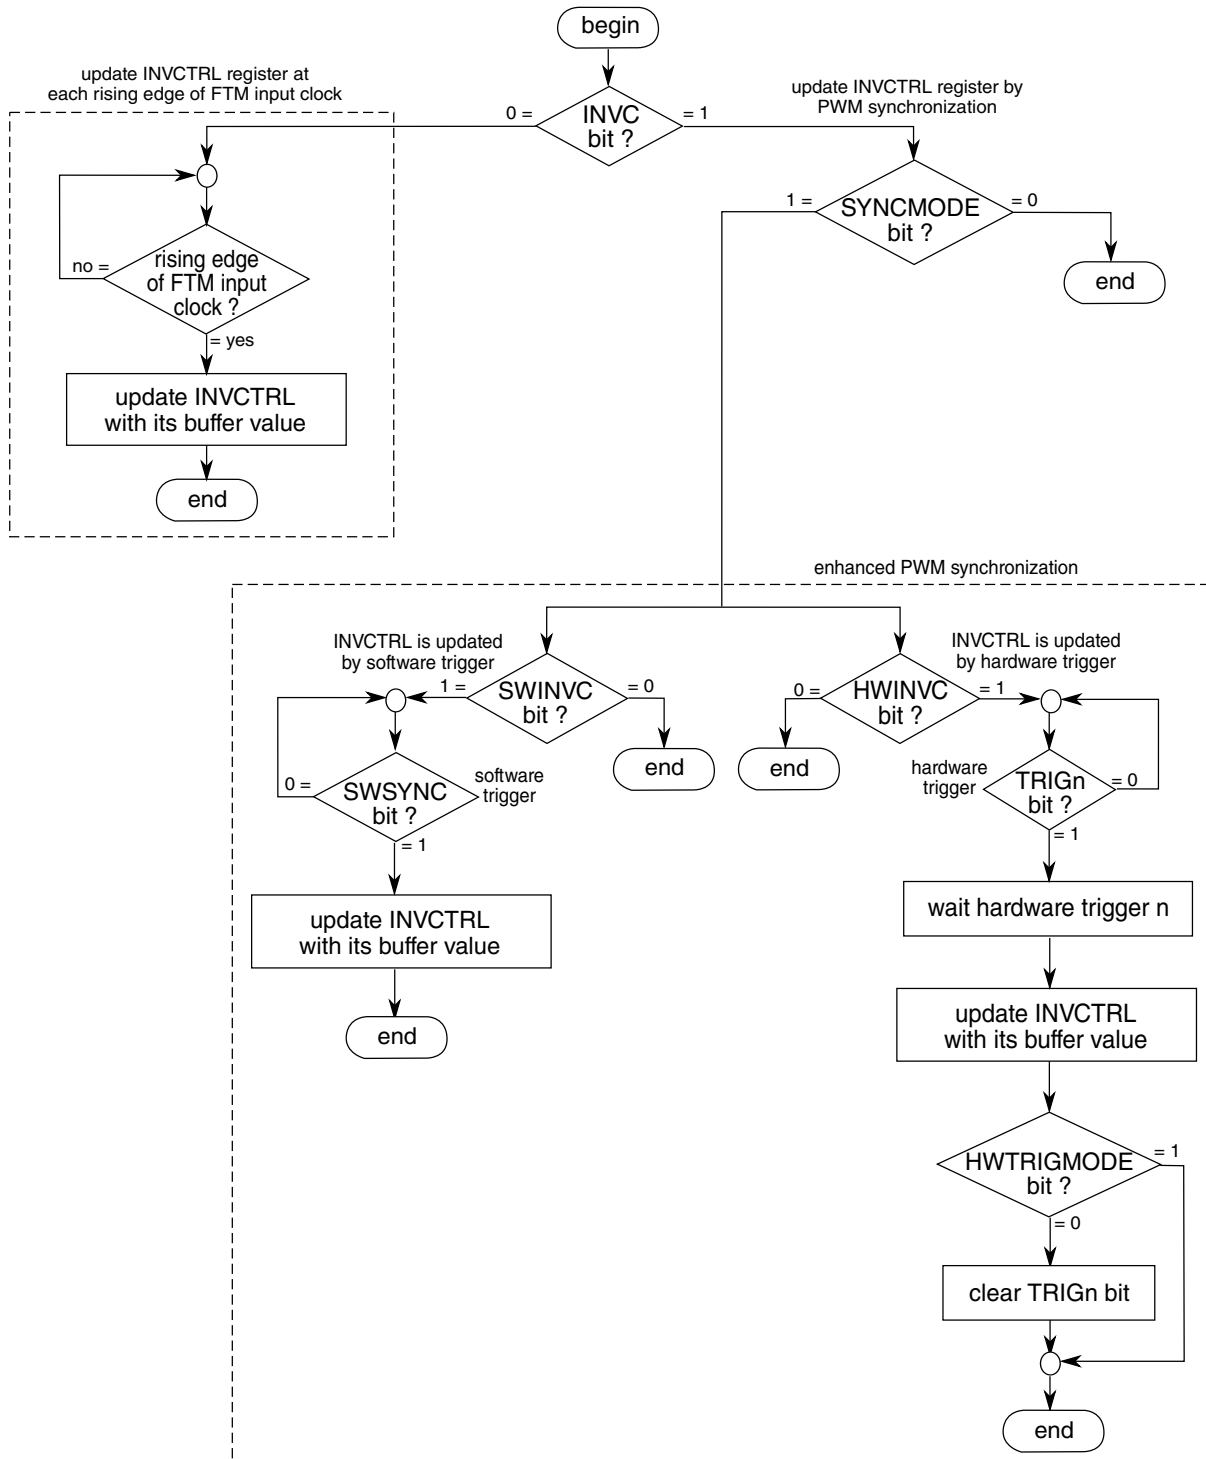 begin
update INVCTRL register at
each rising edge of FTM input clock
update INVCTRL register by
PWM synchronization
0 =
INVC
bit ?
= 1
1 =
SYNCMODE
bit ?
= 0
end
no =
rising edge
of FTM input
clock ?
= yes
update INVCTRL
with its buffer value
end
enhanced PWM synchronization
INVCTRL is updated
by software trigger
INVCTRL is updated
by hardware trigger
1 =
SWINVC
bit ?
= 0
end
0 =
HWINVC
bit ?
= 1
end
0 =
SWSYNC
bit ?
software
trigger
= 1
hardware
trigger
TRIGn
bit ?
= 0
= 1
update INVCTRL
with its buffer value
end
wait hardware trigger n
update INVCTRL
with its buffer value
HWTRIGMODE
bit ?
= 1
= 0
clear TRIGn bit
end